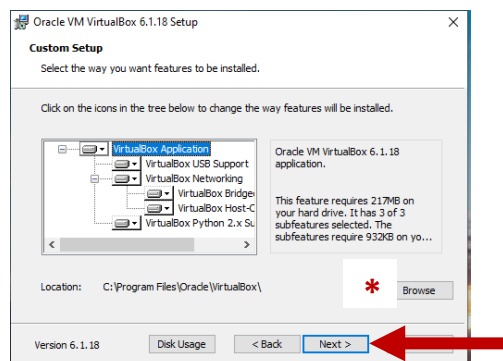 Oracle VM VirtualBox 6.1.18 Setup
Custom Setup
Select the way you want features to be installed.
Click on the icons in the tree below to change the way features will be installed.
VirtualBox Application
VirtualBox USB Support
VirtualBox Networking
VirtualBox Bridge
VirtualBox Host-C
VirtualBox Python 2.x Su
Oracle VM VirtualBox 6.1.18
application.
This feature requires 217MB on
your hard drive. It has 3 of 3
subfeatures selected. The
subfeatures require 932KB on yo...
Location: C:\Program Files\Oracle\VirtualBox\
* Browse
Version 6.1.18 Disk Usage < Back Next >